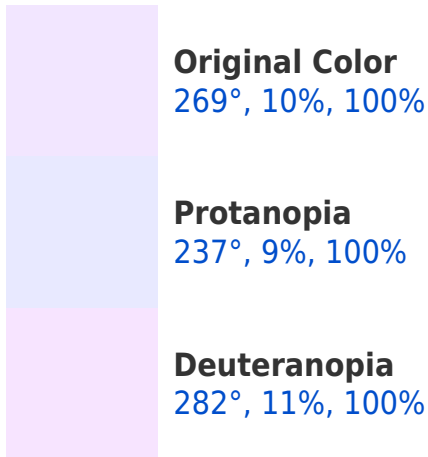 Original Color
269°, 10%, 100%
Protanopia
237°, 9%, 100%
Deuteranopia
282°, 11%, 100%